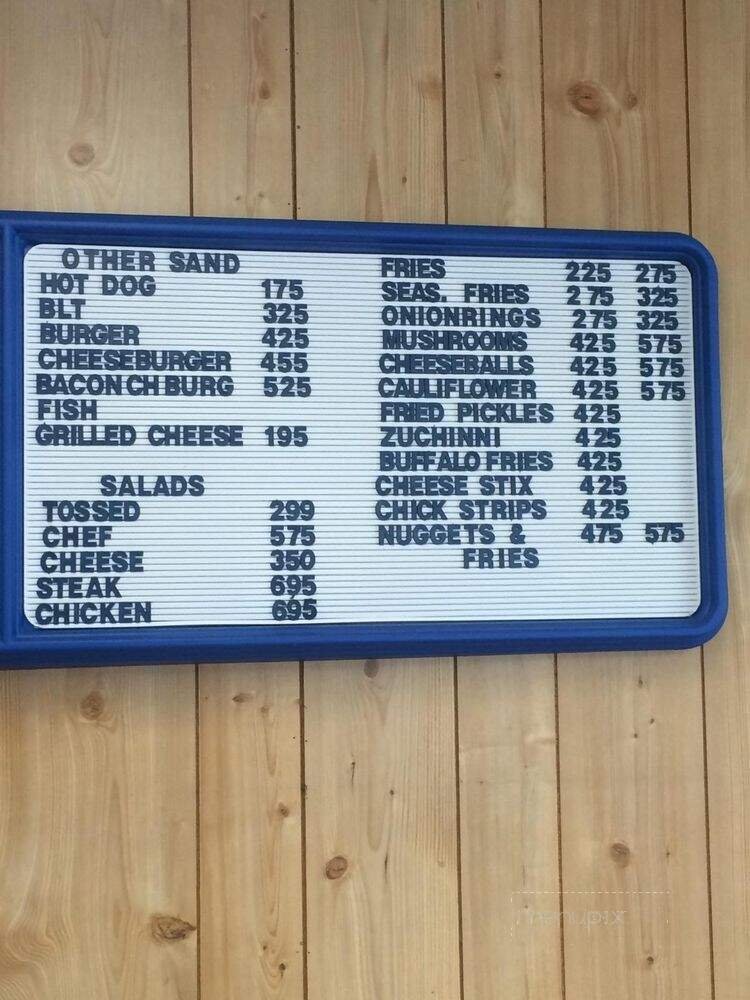 OTHER SAND
HOT DOG 175
BLT 325
BURGER 425
CHEESEBURGER 455
BACON CH BURG 525
FISH
GRILLED CHEESE 195
SALADS
TOSSED 299
CHEF 575
CHEESE 350
STEAK 695
CHICKEN 695
FRIES 225 275
SEAS. FRIES 275 325
ONIONRINGS 275 325
MUSHROOMS 425 575
CHEESEBALLS 425 575
CAULIFLOWER 425 575
FRIED PICKLES 425
ZUCHINNI 425
BUFFALO FRIES 425
CHEESE STIX 425
CHICK STRIPS 425
NUGGETS & 475 575
FRIES
menupix